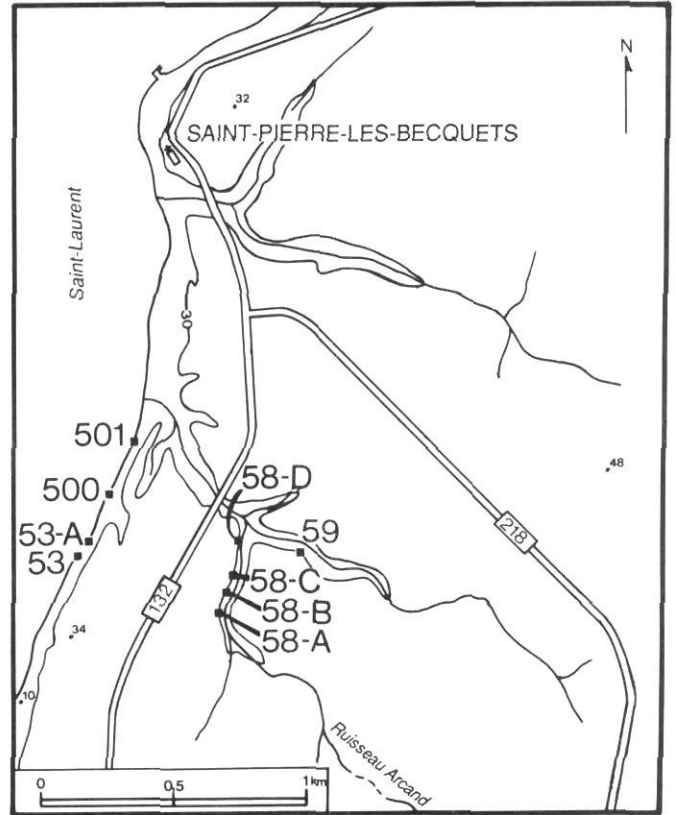 N
32
SAINT-PIERRE-LES-BECQUETS
Saint-Laurent
30
501
58-D
48
500
59
218
53-A
53
58-C
132
58-B
34
58-A
10
Ruisseau Arcand
0 0,5 1 km